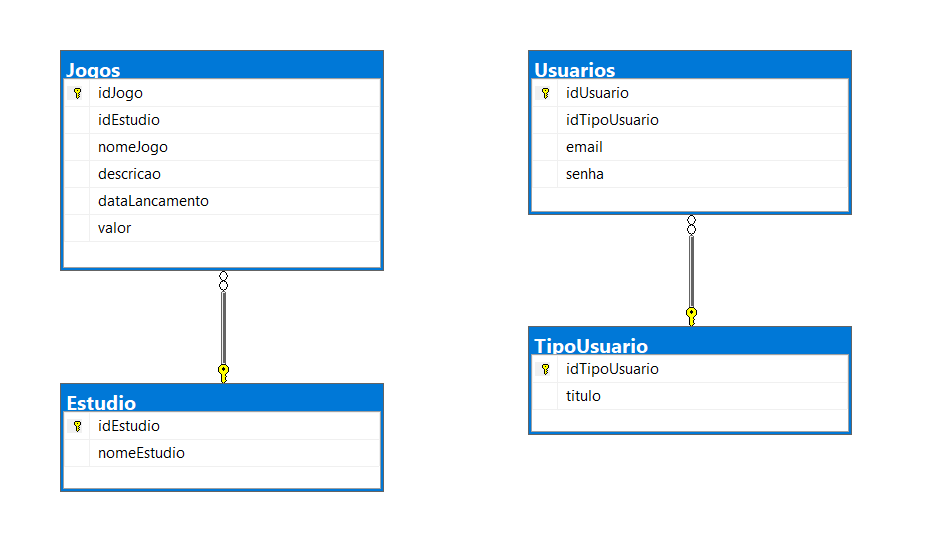 Jogos
idJogo
idEstudio
nomeJogo
descricao
dataLancamento
valor
Estudio
idEstudio
nomeEstudio
Usuarios
idUsuario
idTipoUsuario
email
senha
TipoUsuario
idTipoUsuario
titulo